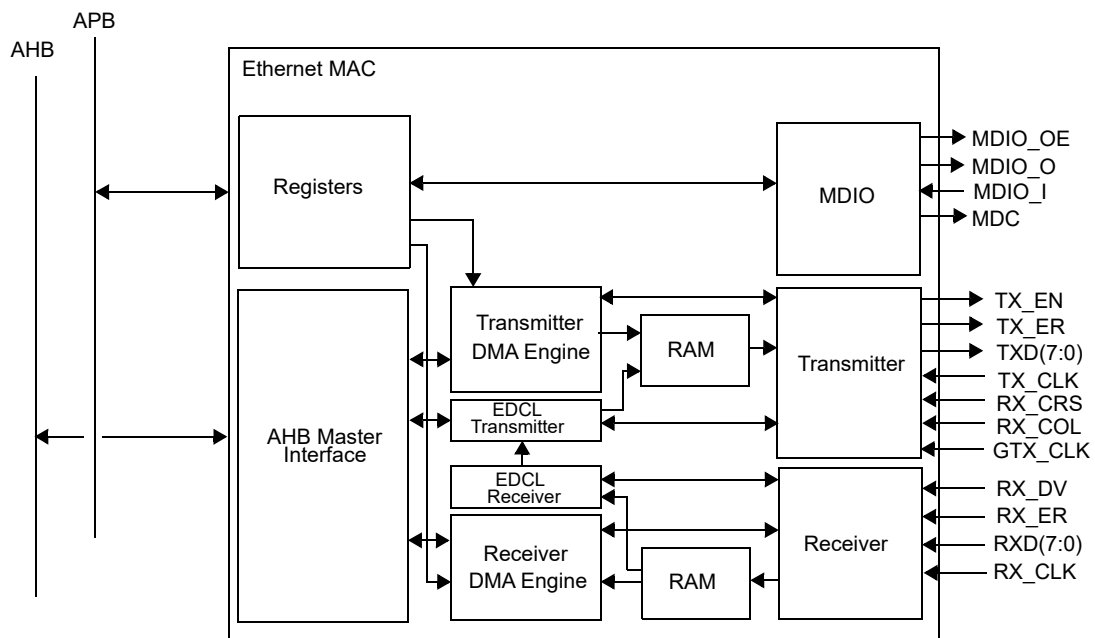 APB
AHB
Ethernet MAC
Registers
MDIO
MDIO_OE
MDIO_O
MDIO_I
MDC
Transmitter
DMA Engine
RAM
Transmitter
TX_EN
TX_ER
TXD(7:0)
TX_CLK
RX_CRS
RX_COL
GTX_CLK
EDCL
Transmitter
AHB Master
Interface
EDCL
Receiver
Receiver
DMA Engine
RAM
Receiver
RX_DV
RX_ER
RXD(7:0)
RX_CLK